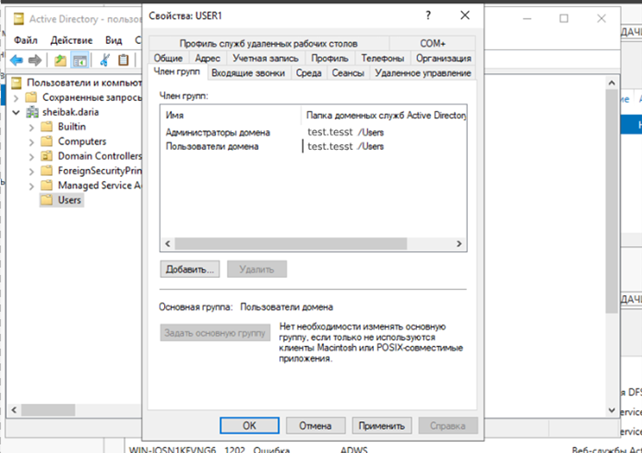 Active Directory - пользо
Файл Действие Вид
Пользователи и компьют
Сохраненные запросы
sheibak.daria
Builtin
Computers
Domain Controllers
ForeignSecurityPrin
Managed Service A
Users
Свойства: USER1
Профиль служб удаленных рабочих столов COM+
Общие Адрес Учетная запись Профиль Телефоны Организация
Член групп Входящие звонки Среда Сеансы Удаленное управление
Член групп:
Имя Папка доменных служб Active Directory
Администраторы домена test.tesst /Users
Пользователи домена test.tesst /Users
Добавить... Удалить
Основная группа: Пользователи домена
Задать основную группу
Нет необходимости изменять основную
группу, если только не используются
клиенты Macintosh или POSIX-совместимые
приложения.
OK Отмена Применить Справка
WIN-IOSN1KEVNG6 1202 Ошибка ADWS Веб-службы Act